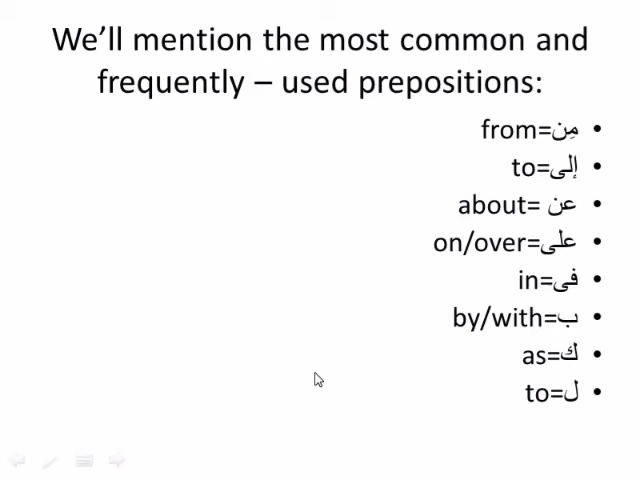 We'll mention the most common and
frequently – used prepositions:
• مِن=from
• إلى=to
• عن =about
• على=on/over
• فى=in
• ب=by/with
• ك=as
• ل=to